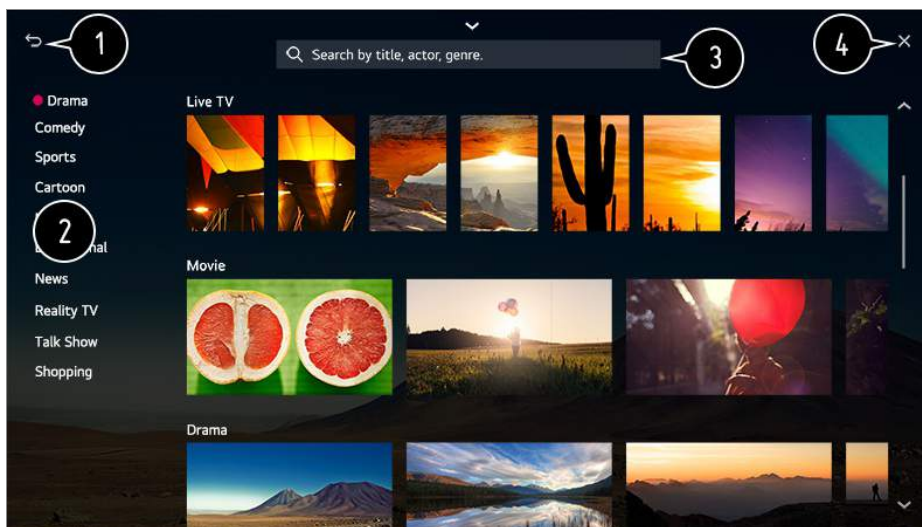 1
3
4
Search by title, actor, genre.
Drama
Comedy
Sports
Cartoon
2
News
Reality TV
Talk Show
Shopping
Live TV
Movie
Drama